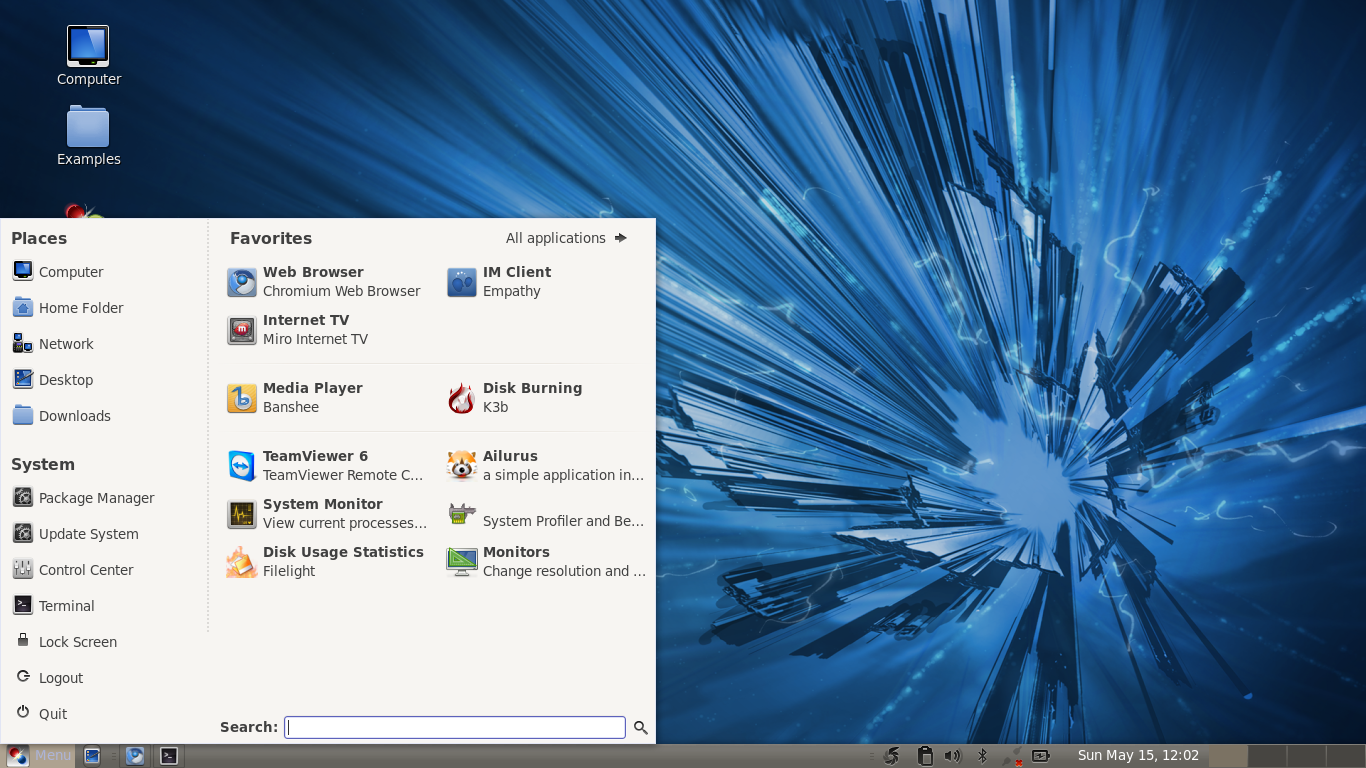 Computer
Examples
Places
Computer
Home Folder
Network
Desktop
Downloads
System
Package Manager
Update System
Control Center
Terminal
Lock Screen
Logout
Quit
Favorites
All applications
Web Browser
Chromium Web Browser
IM Client
Empathy
Internet TV
Miro Internet TV
Media Player
Banshee
Disk Burning
K3b
TeamViewer 6
TeamViewer Remote C...
Ailurus
a simple application in...
System Monitor
View current processes...
System Profiler and Be...
Disk Usage Statistics
Filelight
Monitors
Change resolution and ...
Search:
Menu
Sun May 15, 12:02